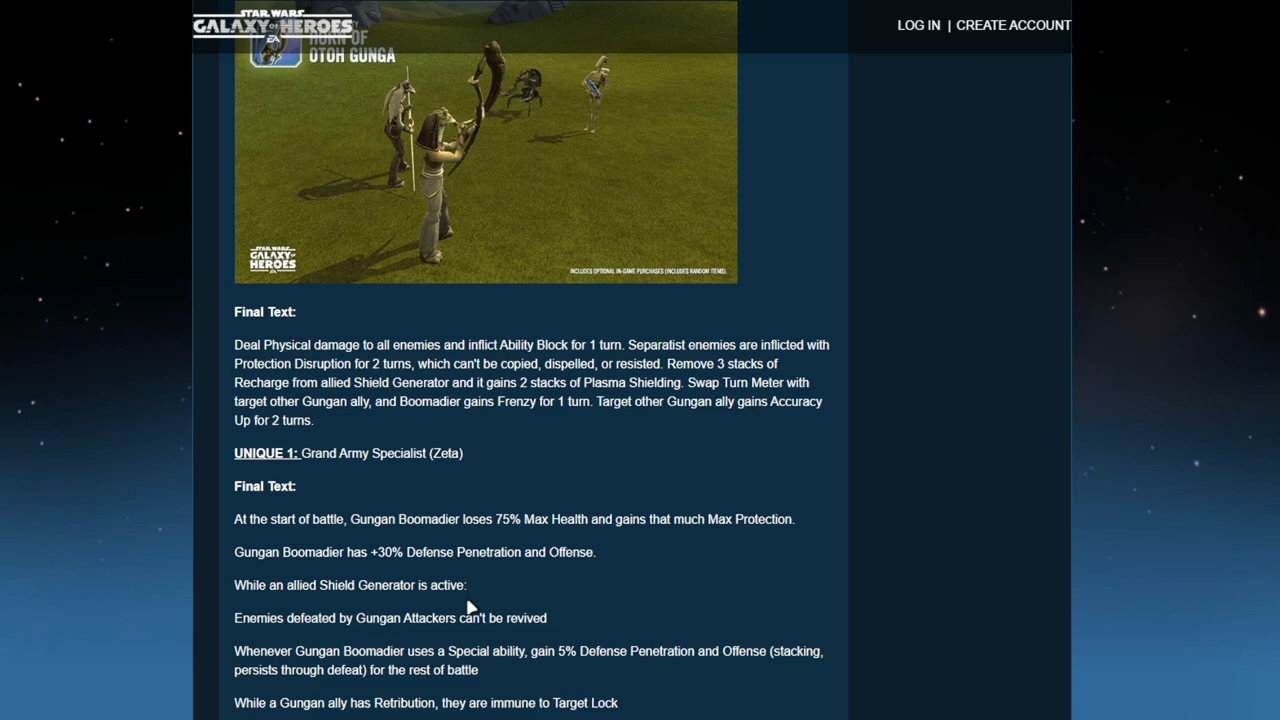 STAR WARS
GALAXY OF HEROES
EA
LOG IN | CREATE ACCOUNT
HORN OF
OTOH GUNGA
STAR WARS
GALAXY OF
HEROES
EA
INCLUDES OPTIONAL IN-GAME PURCHASES (INCLUDES RANDOM ITEMS).
Final Text:
Deal Physical damage to all enemies and inflict Ability Block for 1 turn. Separatist enemies are inflicted with
Protection Disruption for 2 turns, which can't be copied, dispelled, or resisted. Remove 3 stacks of
Recharge from allied Shield Generator and it gains 2 stacks of Plasma Shielding. Swap Turn Meter with
target other Gungan ally, and Boomadier gains Frenzy for 1 turn. Target other Gungan ally gains Accuracy
Up for 2 turns.
UNIQUE 1: Grand Army Specialist (Zeta)
Final Text:
At the start of battle, Gungan Boomadier loses 75% Max Health and gains that much Max Protection.
Gungan Boomadier has +30% Defense Penetration and Offense.
While an allied Shield Generator is active:
Enemies defeated by Gungan Attackers can't be revived
Whenever Gungan Boomadier uses a Special ability, gain 5% Defense Penetration and Offense (stacking,
persists through defeat) for the rest of battle
While a Gungan ally has Retribution, they are immune to Target Lock